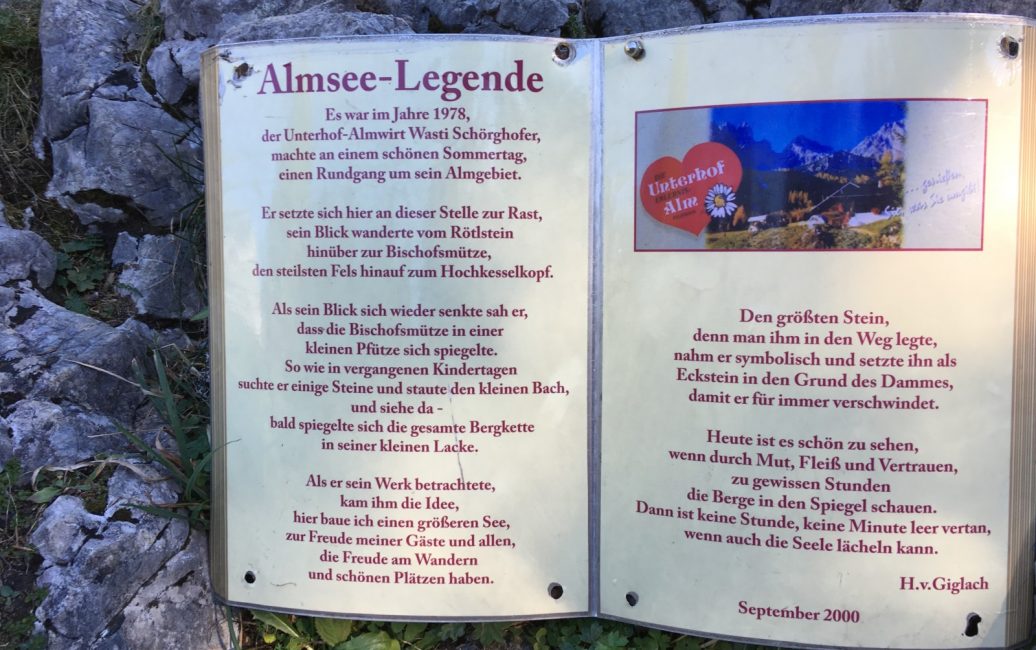 Almsee-Legende
Es war im Jahre 1978,
der Unterhof-Almwirt Wasti Schörghofer,
machte an einem schönen Sommertag,
einen Rundgang um sein Almgebiet.
Er setzte sich hier an dieser Stelle zur Rast,
sein Blick wanderte vom Rötlstein
hinüber zur Bischofsmütze,
den steilsten Fels hinauf zum Hochkesselkopf.
Als sein Blick sich wieder senkte sah er,
dass die Bischofsmütze in einer
kleinen Pfütze sich spiegelte.
So wie in vergangenen Kindertagen
suchte er einige Steine und staute den kleinen Bach,
und siehe da -
bald spiegelte sich die gesamte Bergkette
in seiner kleinen Lacke.
Als er sein Werk betrachtete,
kam ihm die Idee,
hier baue ich einen größeren See,
zur Freude meiner Gäste und allen,
die Freude am Wandern
und schönen Plätzen haben.
Unterhof
Alm
... genießen,
Den größten Stein,
denn man ihm in den Weg legte,
nahm er symbolisch und setzte ihn als
Eckstein in den Grund des Dammes,
damit er für immer verschwindet.
Heute ist es schön zu sehen,
wenn durch Mut, Fleiß und Vertrauen,
zu gewissen Stunden
die Berge in den Spiegel schauen.
Dann ist keine Stunde, keine Minute leer vertan,
wenn auch die Seele lächeln kann.
H.v.Giglach
September 2000